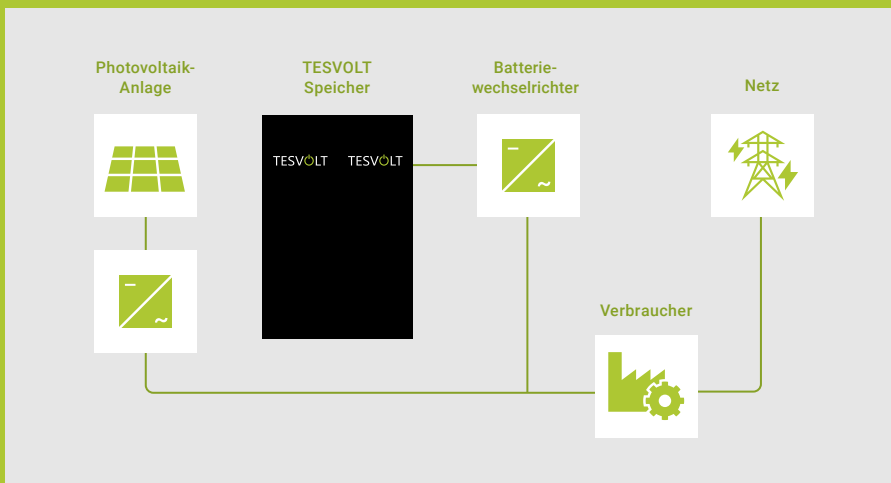 Photovoltaik-
Anlage
TESVOLT
Speicher
Batterie-
wechselrichter
Netz
TESVOLT TESVOLT
Verbraucher